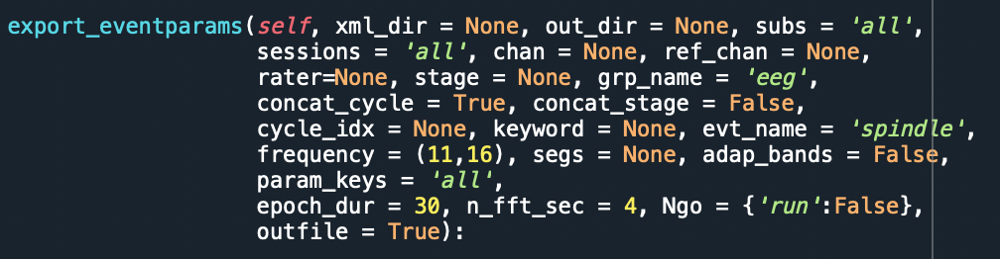 export_eventparams(self, xml_dir = None, out_dir = None, subs = 'all',
sessions = 'all', chan = None, ref_chan = None,
rater=None, stage = None, grp_name = 'eeg',
concat_cycle = True, concat_stage = False,
cycle_idx = None, keyword = None, evt_name = 'spindle',
frequency = (11,16), segs = None, adap_bands = False,
param_keys = 'all',
epoch_dur = 30, n_fft_sec = 4, Ngo = {'run':False},
outfile = True):